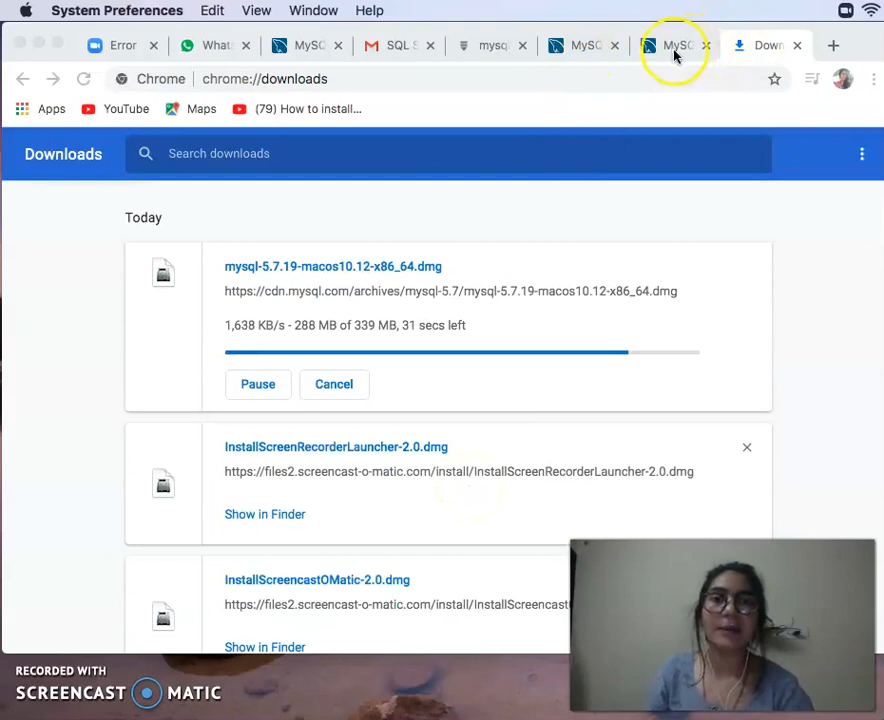 System Preferences Edit View Window Help
Error
Whats
MySQ
SQL S
mysq
MySQ
MySQ
Down
Chrome | chrome://downloads
Apps YouTube Maps (79) How to install...
Downloads Search downloads
Today
mysql-5.7.19-macos10.12-x86_64.dmg
https://cdn.mysql.com/archives/mysql-5.7/mysql-5.7.19-macos10.12-x86_64.dmg
1,638 KB/s - 288 MB of 339 MB, 31 secs left
Pause Cancel
InstallScreenRecorderLauncher-2.0.dmg
https://files2.screencast-o-matic.com/install/InstallScreenRecorderLauncher-2.0.dmg
Show in Finder
InstallScreencastOMatic-2.0.dmg
https://files2.screencast-o-matic.com/install/InstallScreencast
Show in Finder
RECORDED WITH
SCREENCAST MATIC